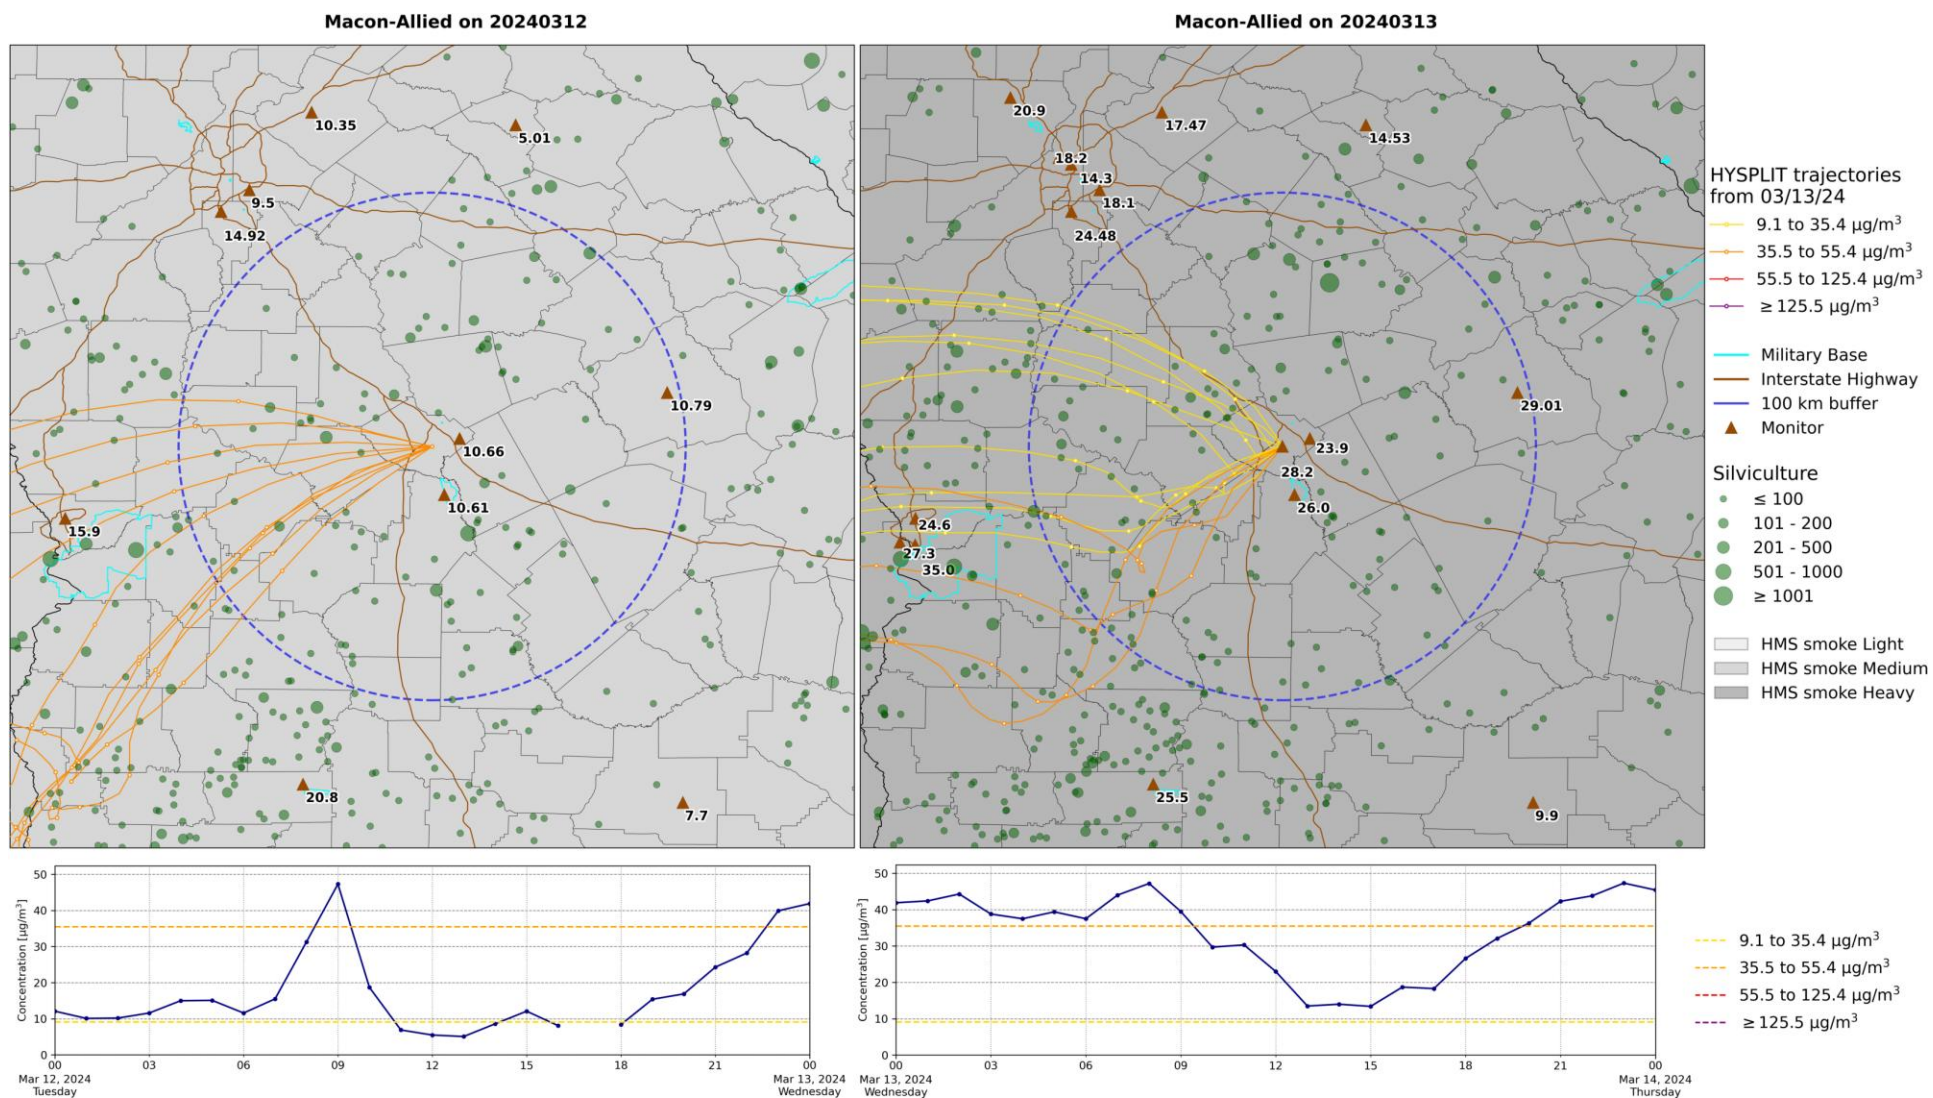 Macon-Allied on 20240312
10.35
5.01
9.5
14.92
10.79
10.66
10.61
15.9
20.8
7.7
Macon-Allied on 20240313
20.9
17.47
14.53
18.2
14.3
18.1
24.48
29.01
23.9
28.2
26.0
24.6
27.3
35.0
25.5
9.9
HYSPLIT trajectories
from 03/13/24
9.1 to 35.4 µg/m³
35.5 to 55.4 µg/m³
55.5 to 125.4 µg/m³
≥ 125.5 µg/m³
Military Base
Interstate Highway
100 km buffer
Monitor
Silviculture
≤ 100
101 - 200
201 - 500
501 - 1000
≥ 1001
HMS smoke Light
HMS smoke Medium
HMS smoke Heavy
Concentration [µg/m³]
50
40
30
20
10
0
00
03
06
09
12
15
18
21
00
Mar 12, 2024
Tuesday
Mar 13, 2024
Wednesday
Concentration [µg/m³]
50
40
30
20
10
0
00
03
06
09
12
15
18
21
00
Mar 13, 2024
Wednesday
Mar 14, 2024
Thursday
9.1 to 35.4 µg/m³
35.5 to 55.4 µg/m³
55.5 to 125.4 µg/m³
≥ 125.5 µg/m³